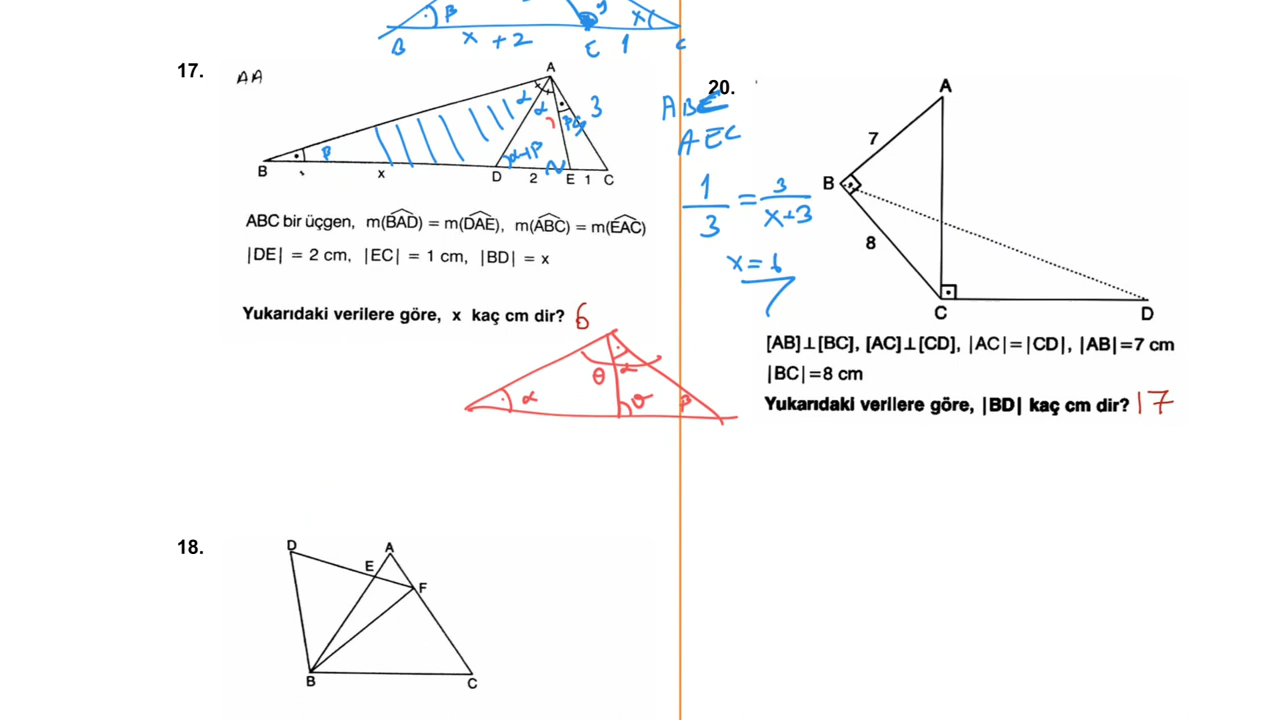 β
x
B
x + 2
E
1
C
17.
AA
A
α
α
3
β
α+β
B
x
D
2
E
1
C
ABC bir üçgen, m(BAD) = m(DAE), m(ABC) = m(EAC)
|DE| = 2 cm, |EC| = 1 cm, |BD| = x
Yukarıdaki verilere göre, x kaç cm dir? 6
θ
α
α
θ
β
18.
D
A
E
F
B
C
20.
ABE
AEC
1/3 = 3/x+3
x = 6
A
7
B
8
C
D
[AB]⊥[BC], [AC]⊥[CD], |AC|=|CD|, |AB|=7 cm
|BC|=8 cm
Yukarıdaki verilere göre, |BD| kaç cm dir? 17